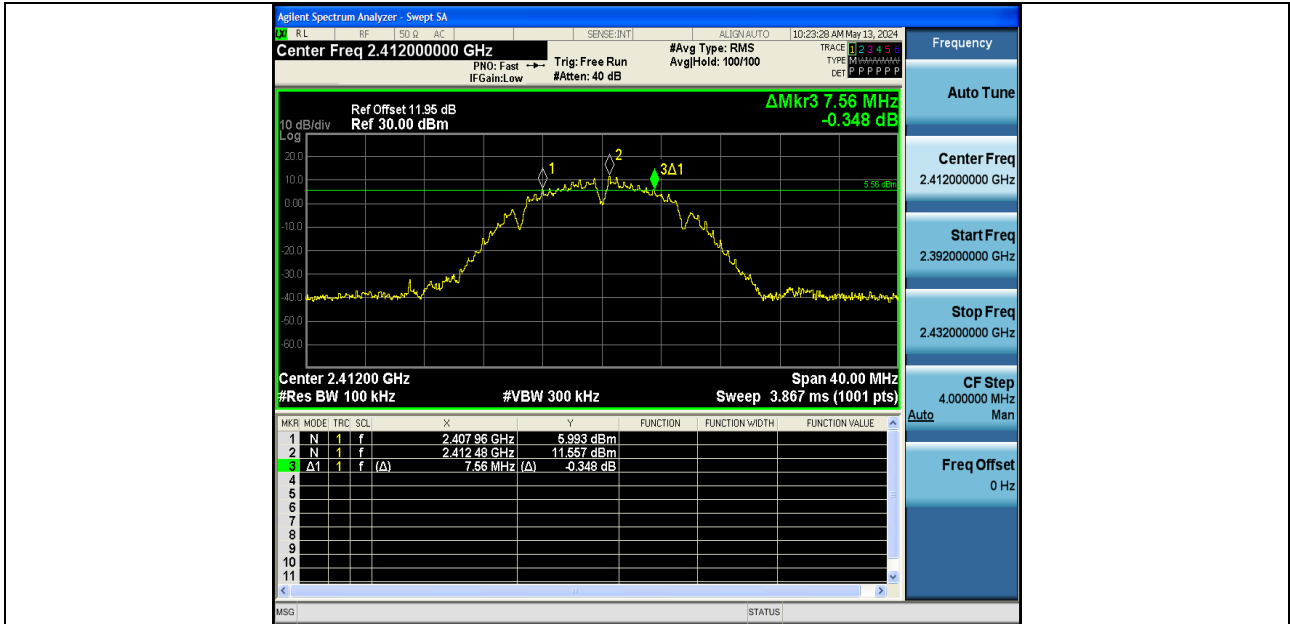 Agilent Spectrum Analyzer - Swept SA
LXI RL RF 50 Ω AC SENSE:INT ALIGN AUTO 10:23:28 AM May 13, 2024
Center Freq 2.412000000 GHz
#Avg Type: RMS
TRACE 1 2 3 4 5 6
PNO: Fast
Trig: Free Run
Avg|Hold: 100/100
TYPE M
IFGain:Low
#Atten: 40 dB
DET P P P P P P
ΔMkr3 7.56 MHz
-0.348 dB
Ref Offset 11.95 dB
10 dB/div Ref 30.00 dBm
Log
20.0
10.0
0.00
-10.0
-20.0
-30.0
-40.0
-50.0
-60.0
1
2
3Δ1
5.56 dBm
Center 2.41200 GHz Span 40.00 MHz
#Res BW 100 kHz #VBW 300 kHz Sweep 3.867 ms (1001 pts)
MKR MODE TRC SCL X Y FUNCTION FUNCTION WIDTH FUNCTION VALUE
1 N 1 f 2.407 96 GHz 5.993 dBm
2 N 1 f 2.412 48 GHz 11.557 dBm
3 Δ1 1 f (Δ) 7.56 MHz (Δ) -0.348 dB
4
5
6
7
8
9
10
11
MSG STATUS
Frequency
Auto Tune
Center Freq
2.412000000 GHz
Start Freq
2.392000000 GHz
Stop Freq
2.432000000 GHz
CF Step
4.000000 MHz
Auto Man
Freq Offset
0 Hz